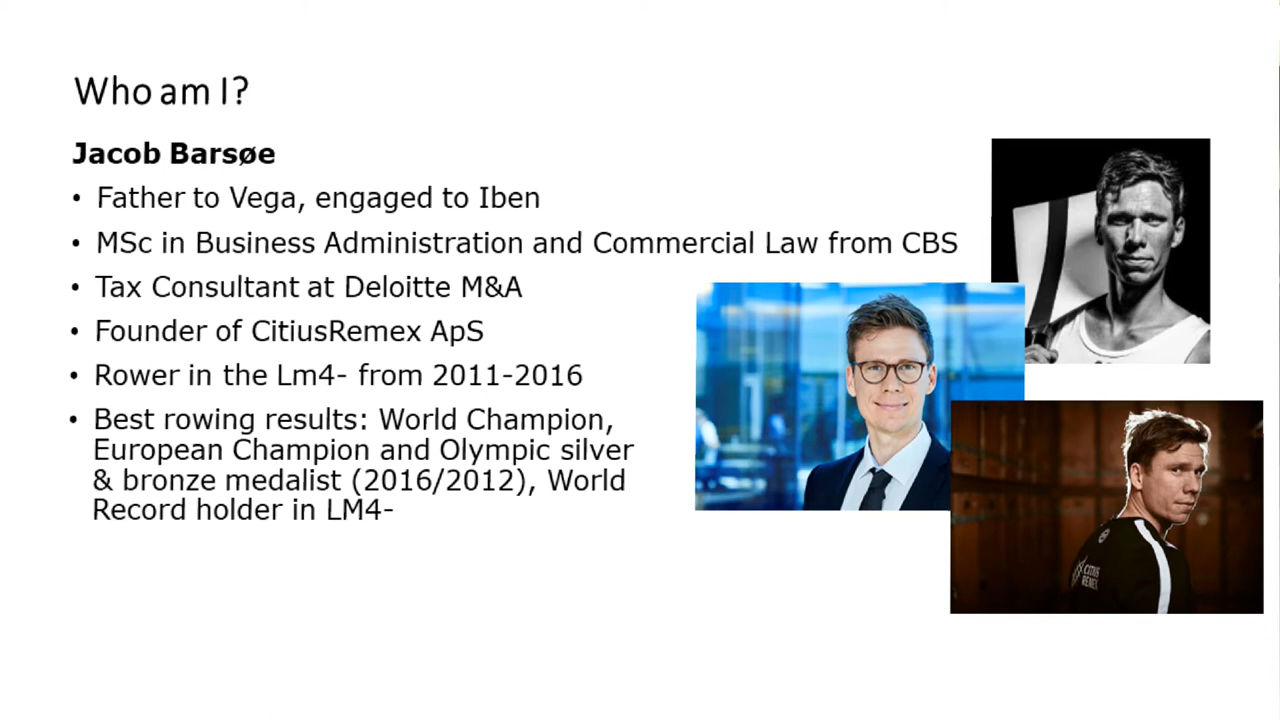 Who am I?
Jacob Barsøe
• Father to Vega, engaged to Iben
• MSc in Business Administration and Commercial Law from CBS
• Tax Consultant at Deloitte M&A
• Founder of CitiusRemex ApS
• Rower in the Lm4- from 2011-2016
• Best rowing results: World Champion,
European Champion and Olympic silver
& bronze medalist (2016/2012), World
Record holder in LM4-
CITIUS
REMEX